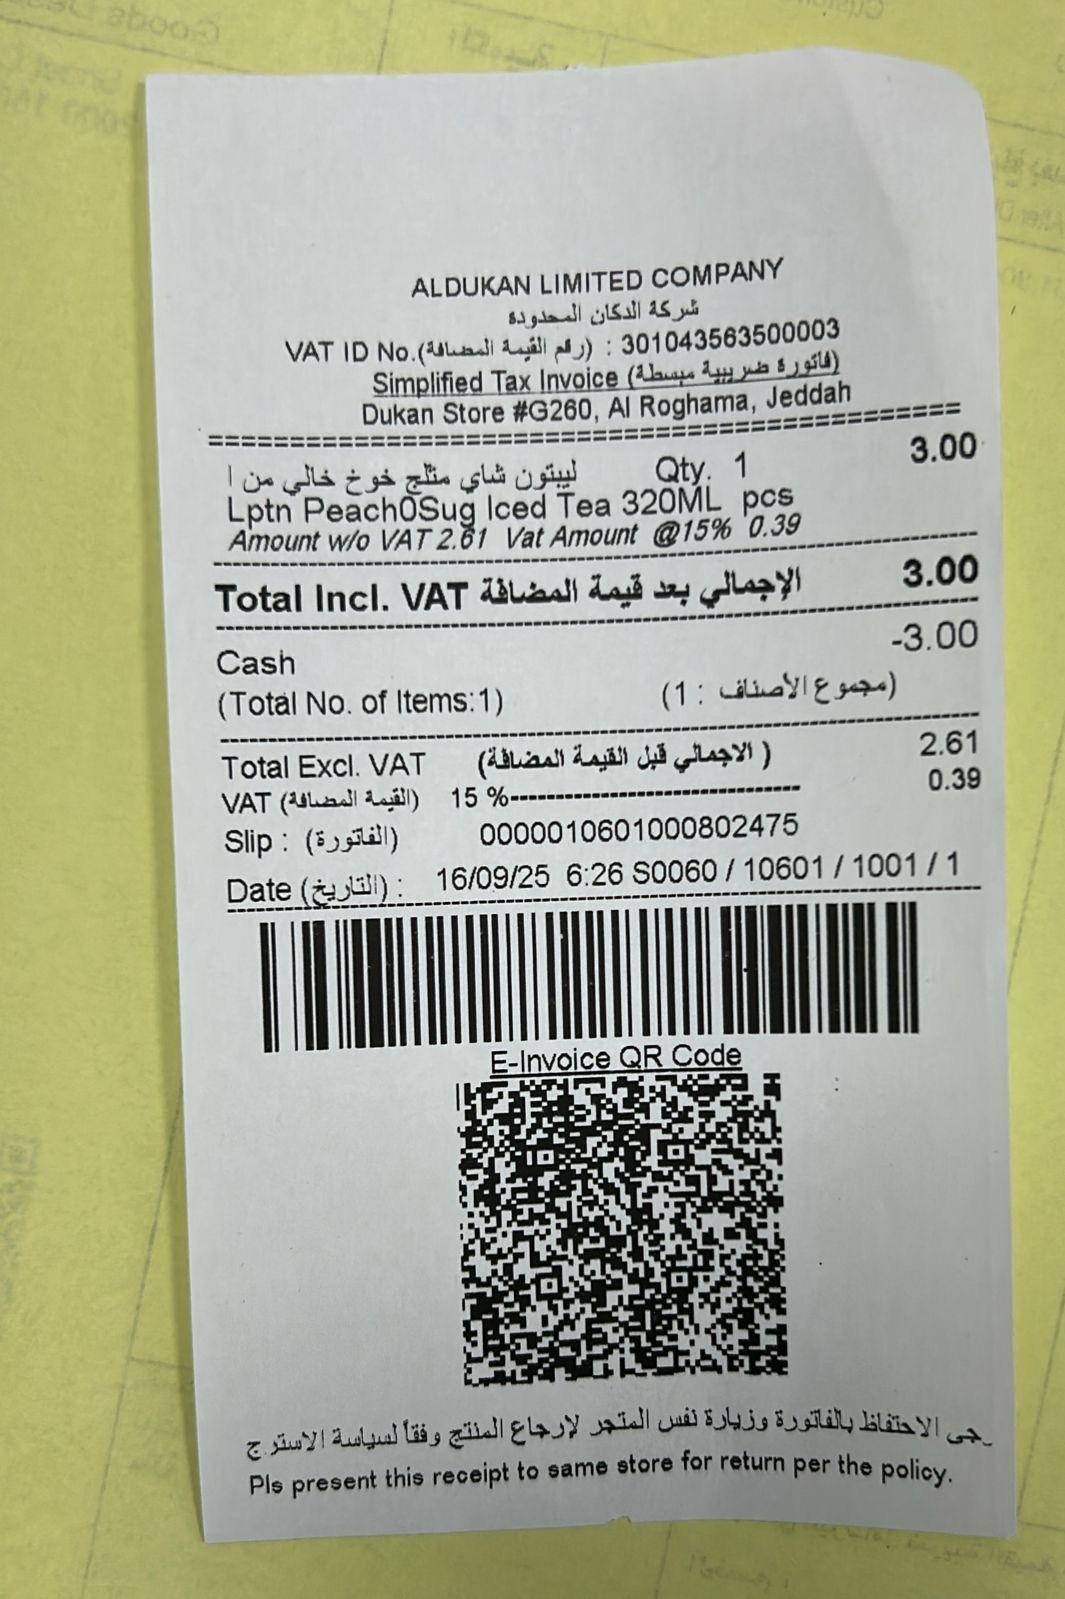 ALDUKAN LIMITED COMPANY
شركة الدكان المحدودة
VAT ID No.(رقم القيمة المضافة) : 301043563500003
Simplified Tax Invoice (فاتورة ضريبية مبسطة)
Dukan Store #G260, Al Roghama, Jeddah
ليبتون شاي مثلج خوخ خالي من ا Qty. 1 3.00
Lptn Peach0Sug Iced Tea 320ML pcs
Amount w/o VAT 2.61 Vat Amount @15% 0.39
Total Incl. VAT الإجمالي بعد قيمة المضافة 3.00
Cash -3.00
(Total No. of Items:1) (مجموع الأصناف : 1)
Total Excl. VAT (الاجمالي قبل القيمة المضافة ) 2.61
VAT (القيمة المضافة) 15 %---------------------------- 0.39
Slip : (الفاتورة) 0000010601000802475
Date (التاريخ) : 16/09/25 6:26 S0060 / 10601 / 1001 / 1
E-Invoice QR Code
جى الاحتفاظ بالفاتورة وزيارة نفس المتجر لإرجاع المنتج وفقاً لسياسة الاسترج
Pls present this receipt to same store for return per the policy.